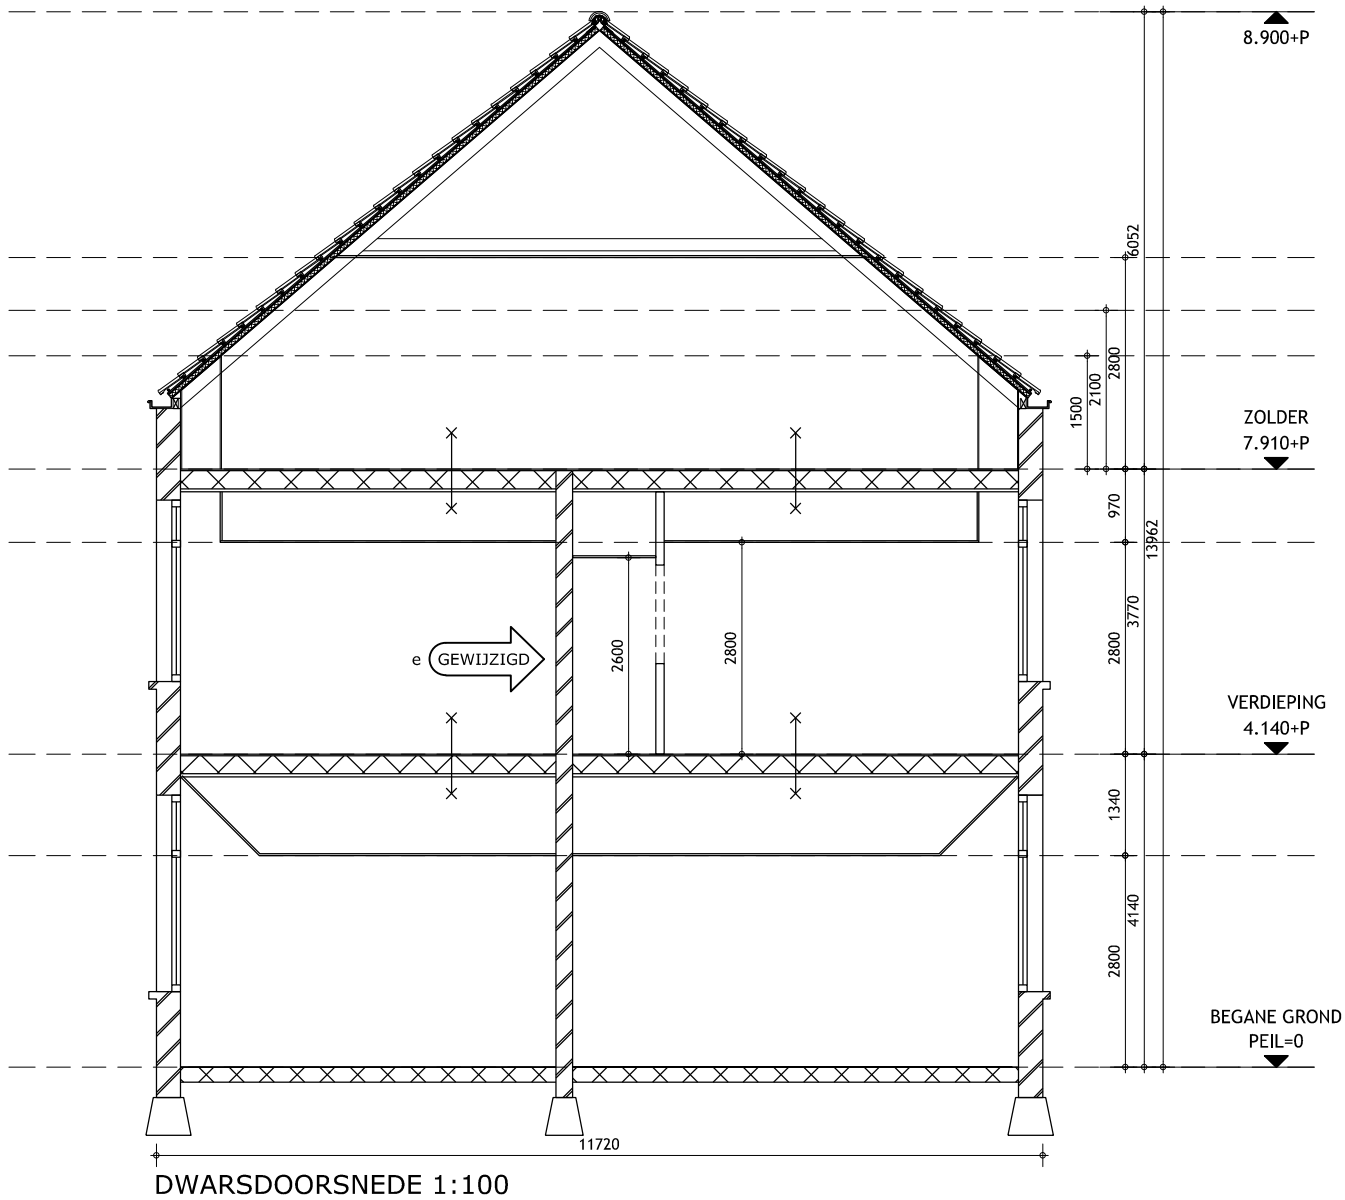 8.900+P
6052
2800
2100
1500
ZOLDER
7.910+P
970
13962
3770
2800
2600
2800
e GEWIJZIGD
VERDIEPING
4.140+P
1340
4140
2800
BEGANE GROND
PEIL=0
11720
DWARSDOORSNEDE 1:100